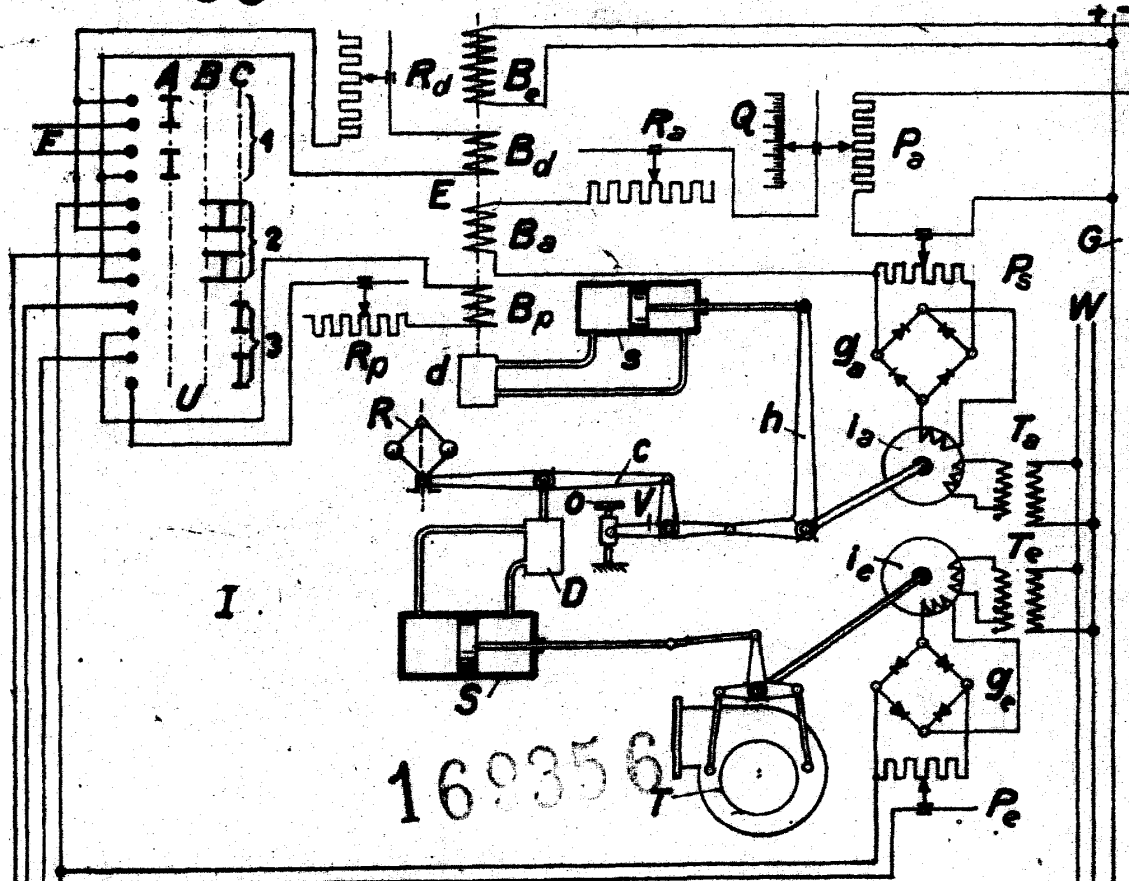 + -
A B C
R_d
B_e
F
1
R_a
Q
P_a
B_d
E
2
B_a
G
P_s
B_p
W
3
R_p
d
s
g_a
U
R
h
i_a
T_a
c
o
V
i_e
T_e
D
I
S
g_e
169356
T
P_e